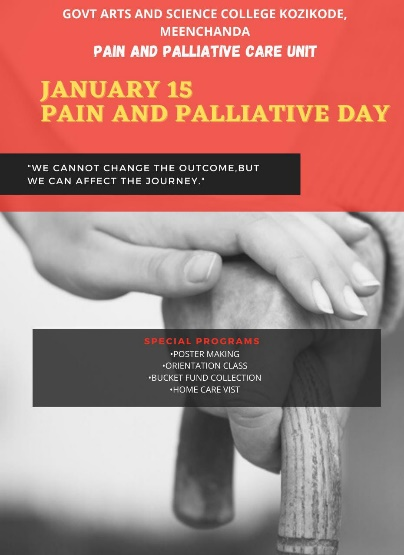 GOVT ARTS AND SCIENCE COLLEGE KOZIKODE,
MEENCHANDA
PAIN AND PALLIATIVE CARE UNIT
JANUARY 15
PAIN AND PALLIATIVE DAY
"WE CANNOT CHANGE THE OUTCOME,BUT
WE CAN AFFECT THE JOURNEY."
SPECIAL PROGRAMS
•POSTER MAKING
•ORIENTATION CLASS
•BUCKET FUND COLLECTION
•HOME CARE VIST